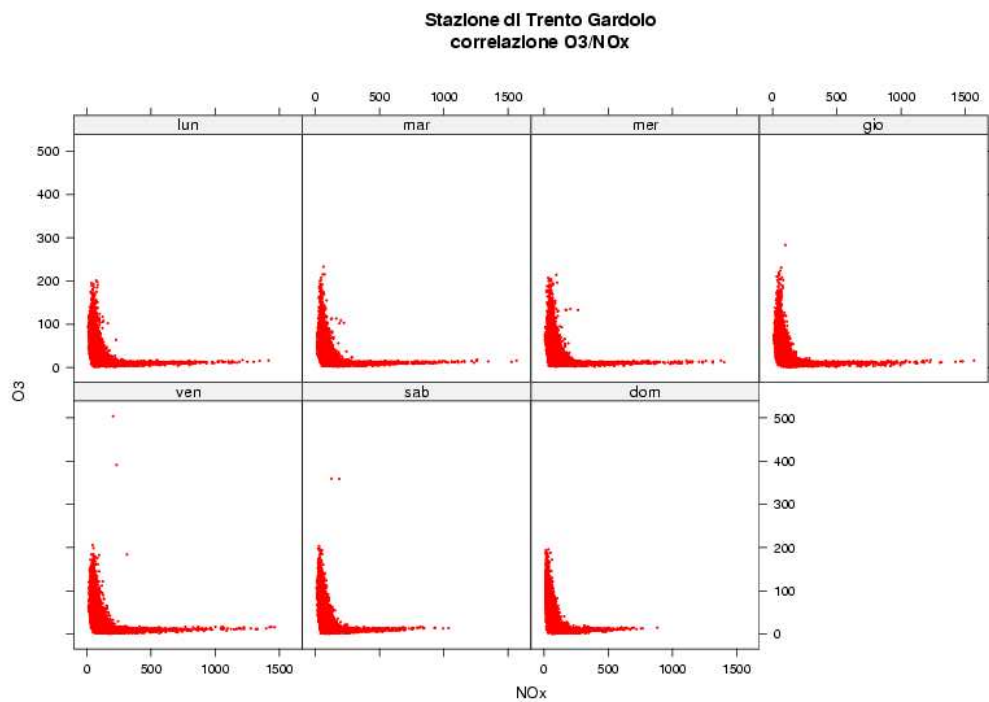 Stazione di Trento Gardolo
correlazione O3/NOx
0 500 1000 1500 0 500 1000 1500
lun mar mer gio
500
400
300
200
100
0
O3
ven sab dom
500
400
300
200
100
0
0 500 1000 1500 0 500 1000 1500
NOx